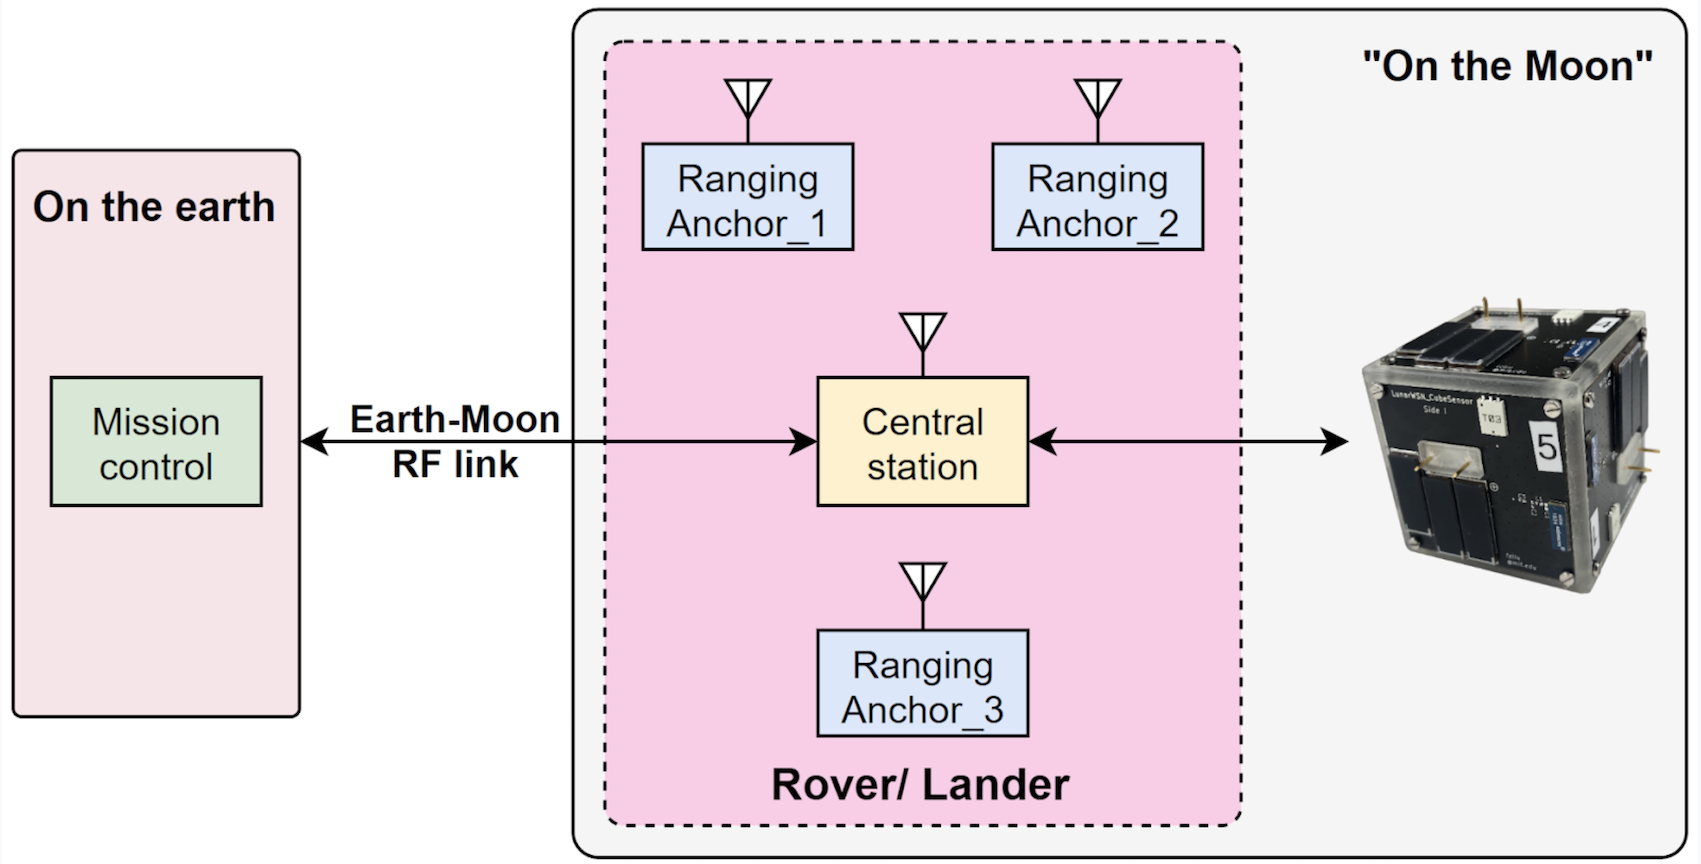 "On the Moon"
On the earth
Ranging
Anchor_1
Ranging
Anchor_2
Mission
control
Earth-Moon
RF link
Central
station
Ranging
Anchor_3
Rover/ Lander
LunarWSN_CubeSensor
Side 1
T03
5